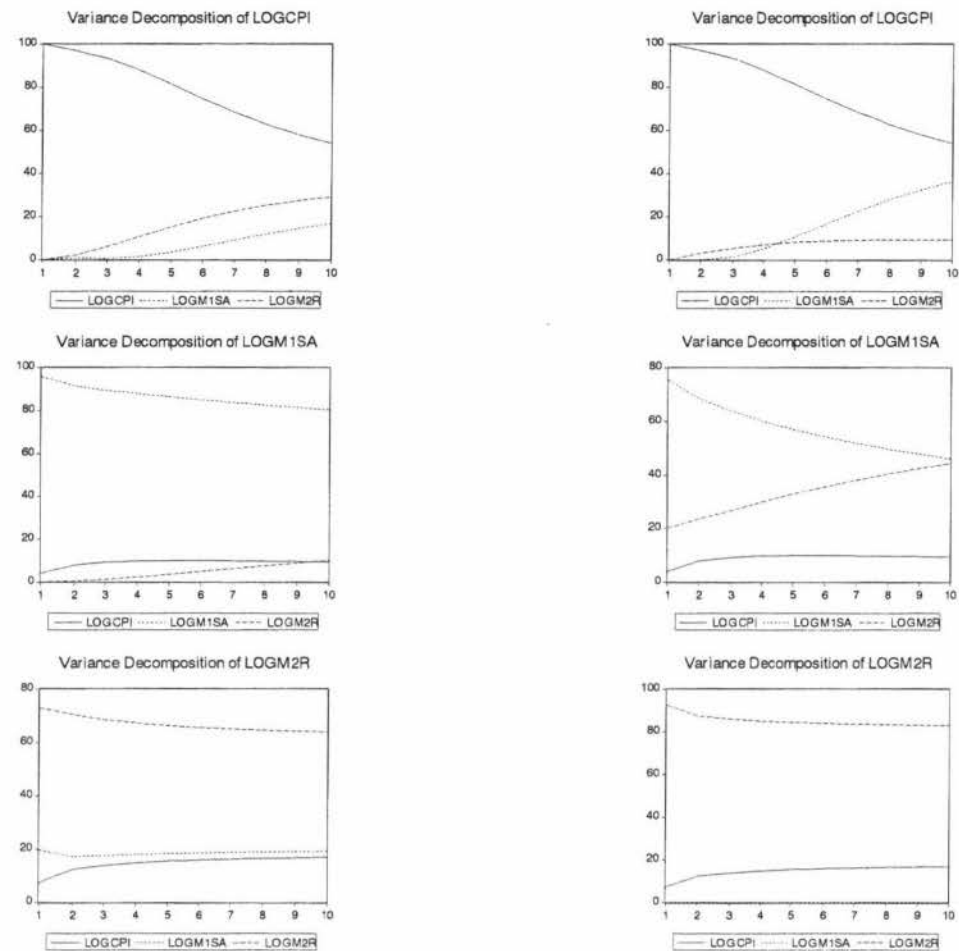 Variance Decomposition of LOGCPI
100
80
60
40
20
0
1 2 3 4 5 6 7 8 9 10
LOGCPI LOGM1SA LOGM2R
Variance Decomposition of LOGCPI
100
80
60
40
20
0
1 2 3 4 5 6 7 8 9 10
LOGCPI LOGM1SA LOGM2R
Variance Decomposition of LOGM1SA
100
80
60
40
20
0
1 2 3 4 5 6 7 8 9 10
LOGCPI LOGM1SA LOGM2R
Variance Decomposition of LOGM1SA
80
60
40
20
0
1 2 3 4 5 6 7 8 9 10
LOGCPI LOGM1SA LOGM2R
Variance Decomposition of LOGM2R
80
60
40
20
0
1 2 3 4 5 6 7 8 9 10
LOGCPI LOGM1SA LOGM2R
Variance Decomposition of LOGM2R
100
80
60
40
20
0
1 2 3 4 5 6 7 8 9 10
LOGCPI LOGM1SA LOGM2R